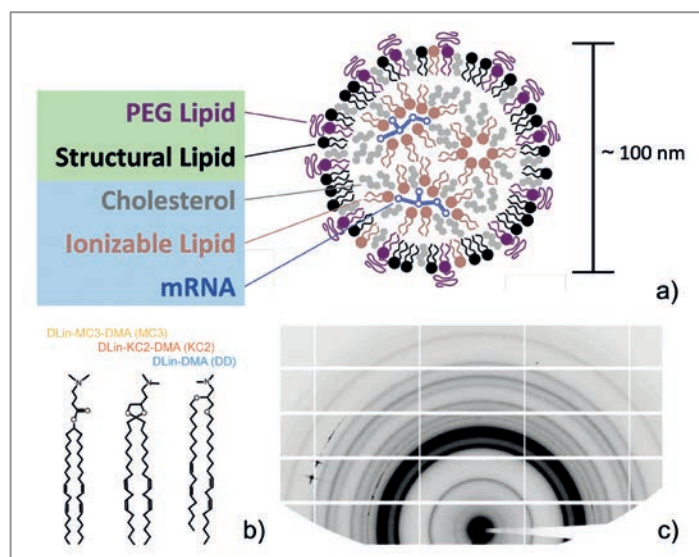 PEG Lipid
Structural Lipid
Cholesterol
Ionizable Lipid
mRNA
~ 100 nm
a)
DLin-MC3-DMA (MC3)
DLin-KC2-DMA (KC2)
DLin-DMA (DD)
N
N
N
O
O
O
O
O
O
b)
c)